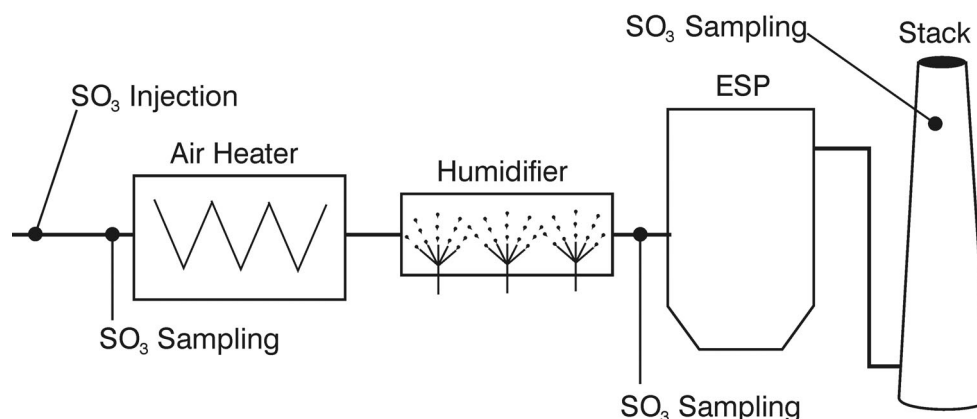 SO₃ Sampling
Stack
ESP
SO₃ Injection
Air Heater
Humidifier
SO₃ Sampling
SO₃ Sampling